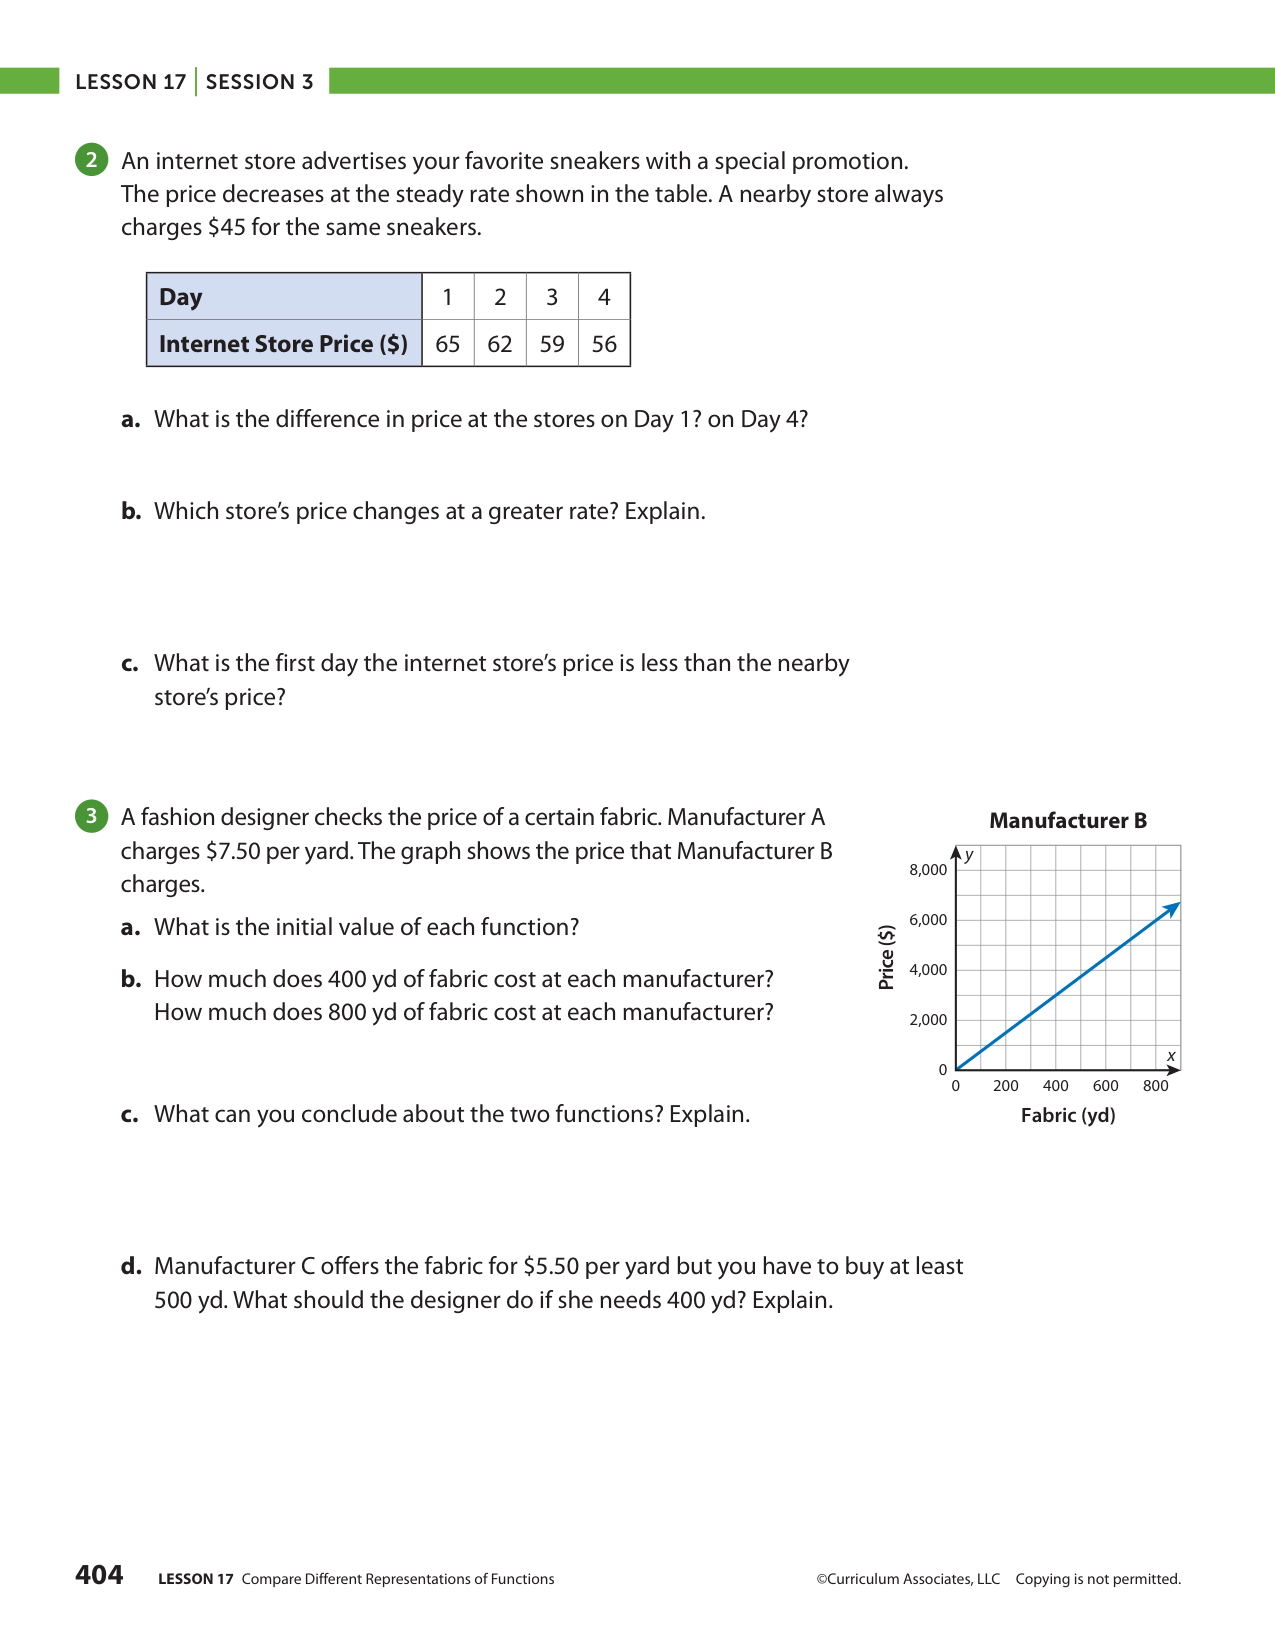 LESSON 17 | SESSION 3
2 An internet store advertises your favorite sneakers with a special promotion.
The price decreases at the steady rate shown in the table. A nearby store always
charges $45 for the same sneakers.
Day 1 2 3 4
Internet Store Price ($) 65 62 59 56
a. What is the difference in price at the stores on Day 1? on Day 4?
b. Which store’s price changes at a greater rate? Explain.
c. What is the first day the internet store’s price is less than the nearby
store’s price?
3 A fashion designer checks the price of a certain fabric. Manufacturer A
charges $7.50 per yard. The graph shows the price that Manufacturer B
charges.
a. What is the initial value of each function?
b. How much does 400 yd of fabric cost at each manufacturer?
How much does 800 yd of fabric cost at each manufacturer?
c. What can you conclude about the two functions? Explain.
Manufacturer B
y
8,000
6,000
4,000
2,000
0
Price ($)
x
0 200 400 600 800
Fabric (yd)
d. Manufacturer C offers the fabric for $5.50 per yard but you have to buy at least
500 yd. What should the designer do if she needs 400 yd? Explain.
404 LESSON 17 Compare Different Representations of Functions ©Curriculum Associates, LLC Copying is not permitted.